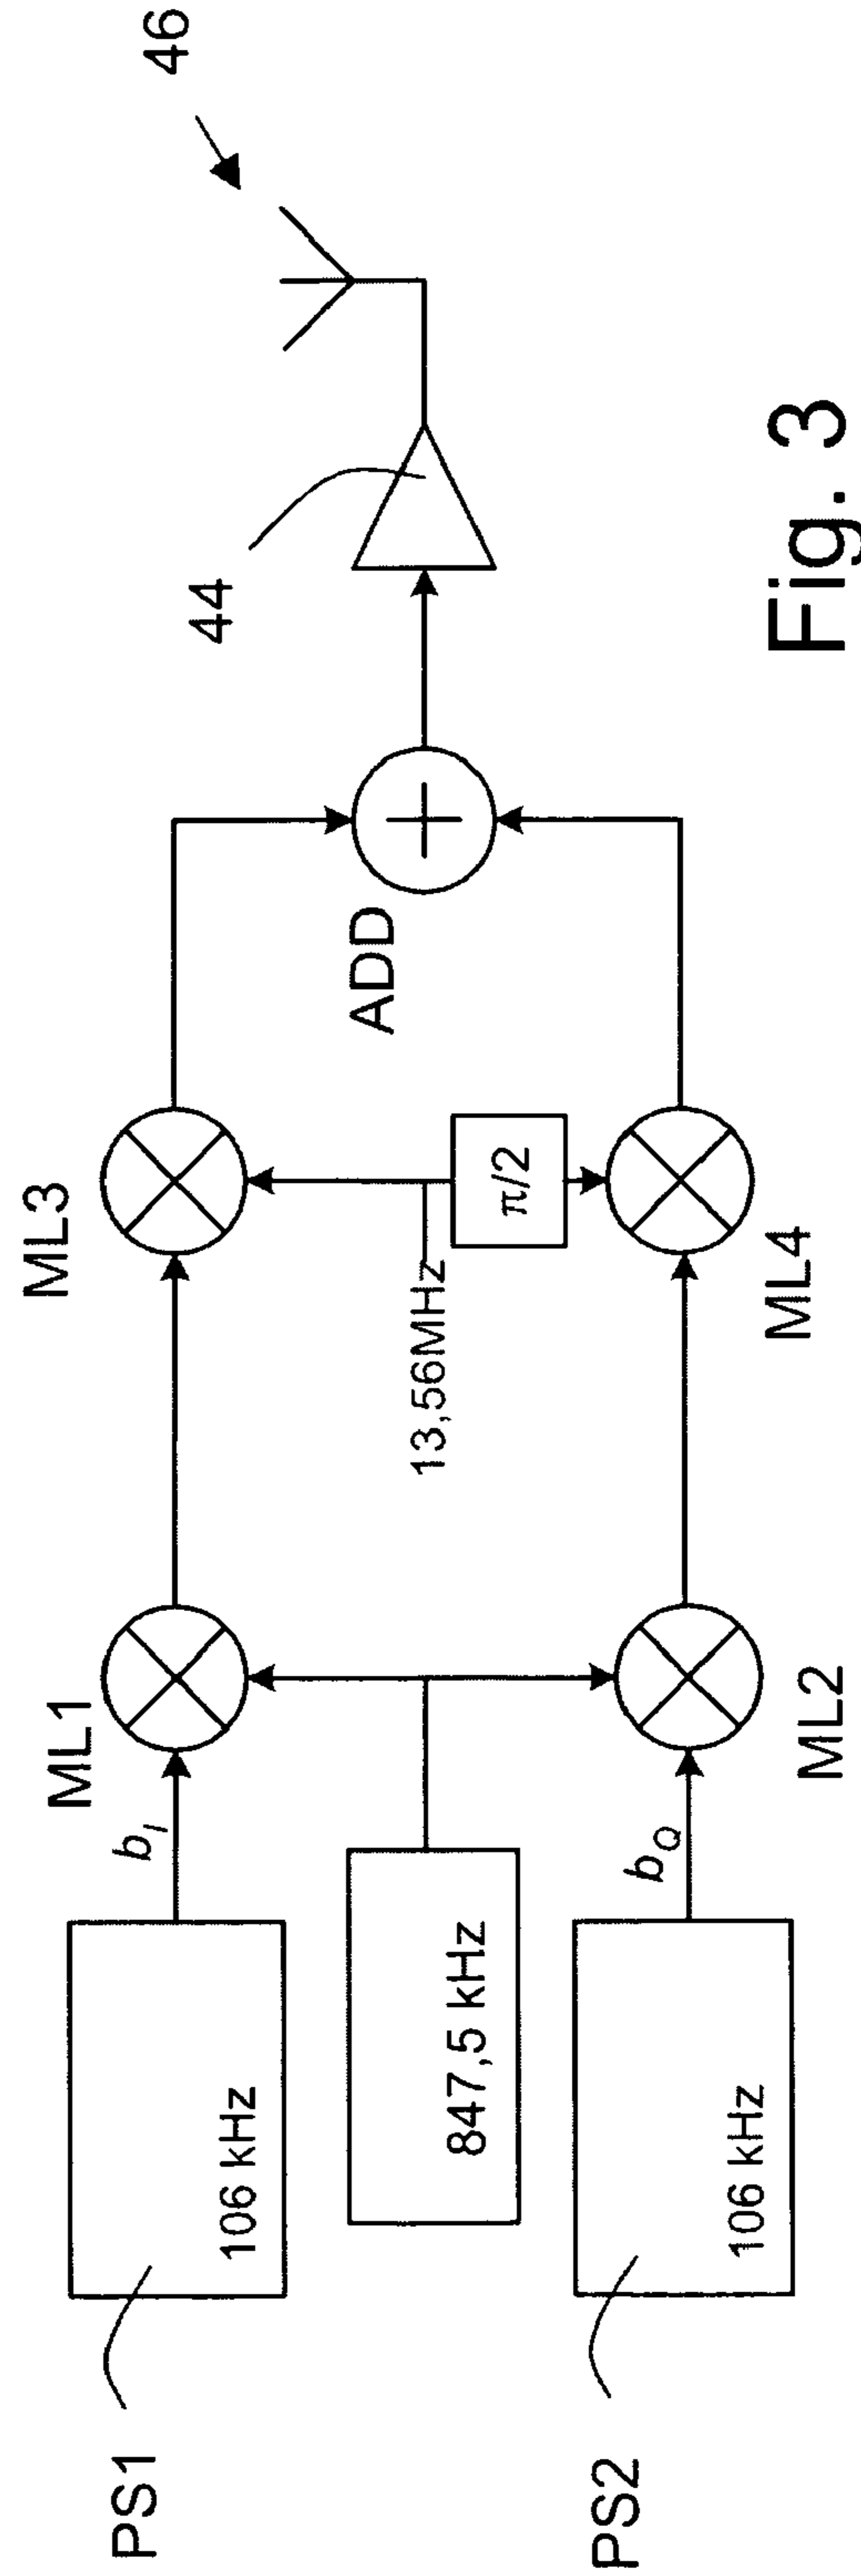 PS1
106 kHz
b_I
ML1
ML3
847,5 kHz
13,56MHz
π/2
ADD
44
46
PS2
106 kHz
b_Q
ML2
ML4
Fig. 3